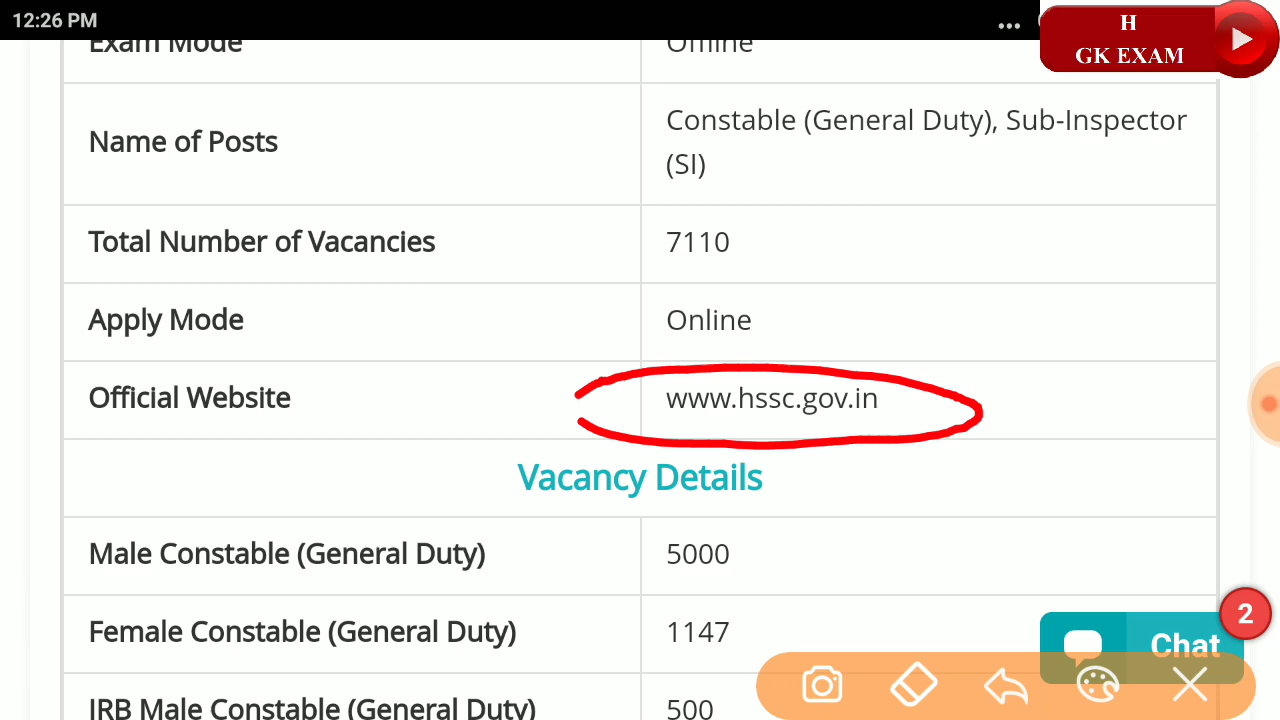 12:26 PM
H
GK EXAM
Exam Mode
Offline
Name of Posts
Constable (General Duty), Sub-Inspector
(SI)
Total Number of Vacancies
7110
Apply Mode
Online
Official Website
www.hssc.gov.in
Vacancy Details
Male Constable (General Duty)
5000
Female Constable (General Duty)
1147
2
Chat
IRB Male Constable (General Duty)
500